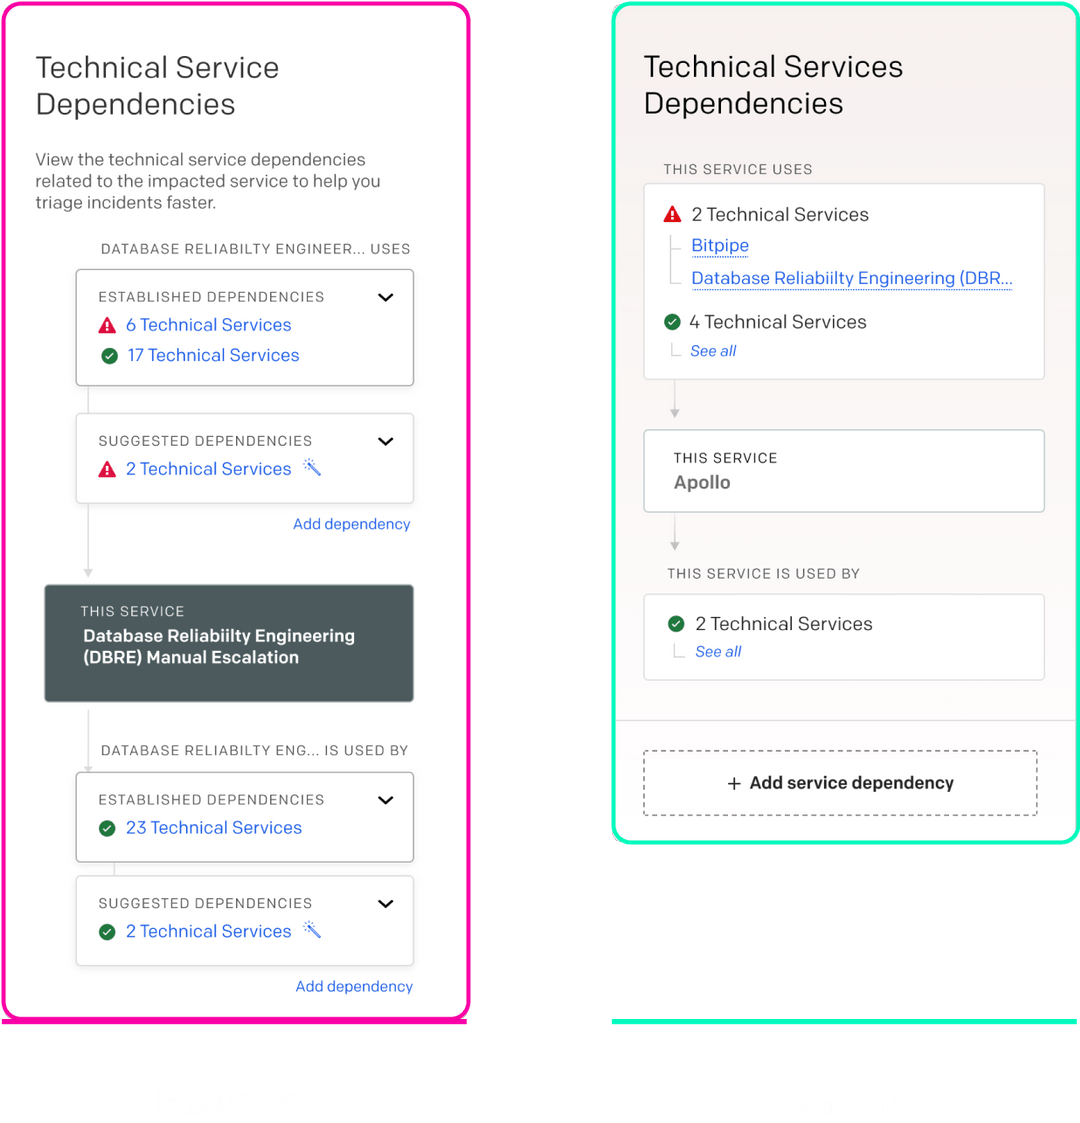 Technical Service
Dependencies
View the technical service dependencies
related to the impacted service to help you
triage incidents faster.
DATABASE RELIABILTY ENGINEER... USES
ESTABLISHED DEPENDENCIES
6 Technical Services
17 Technical Services
SUGGESTED DEPENDENCIES
2 Technical Services
Add dependency
THIS SERVICE
Database Reliabiilty Engineering
(DBRE) Manual Escalation
DATABASE RELIABILTY ENG... IS USED BY
ESTABLISHED DEPENDENCIES
23 Technical Services
SUGGESTED DEPENDENCIES
2 Technical Services
Add dependency
Technical Services
Dependencies
THIS SERVICE USES
2 Technical Services
Bitpipe
Database Reliabiilty Engineering (DBR...
4 Technical Services
See all
THIS SERVICE
Apollo
THIS SERVICE IS USED BY
2 Technical Services
See all
+ Add service dependency